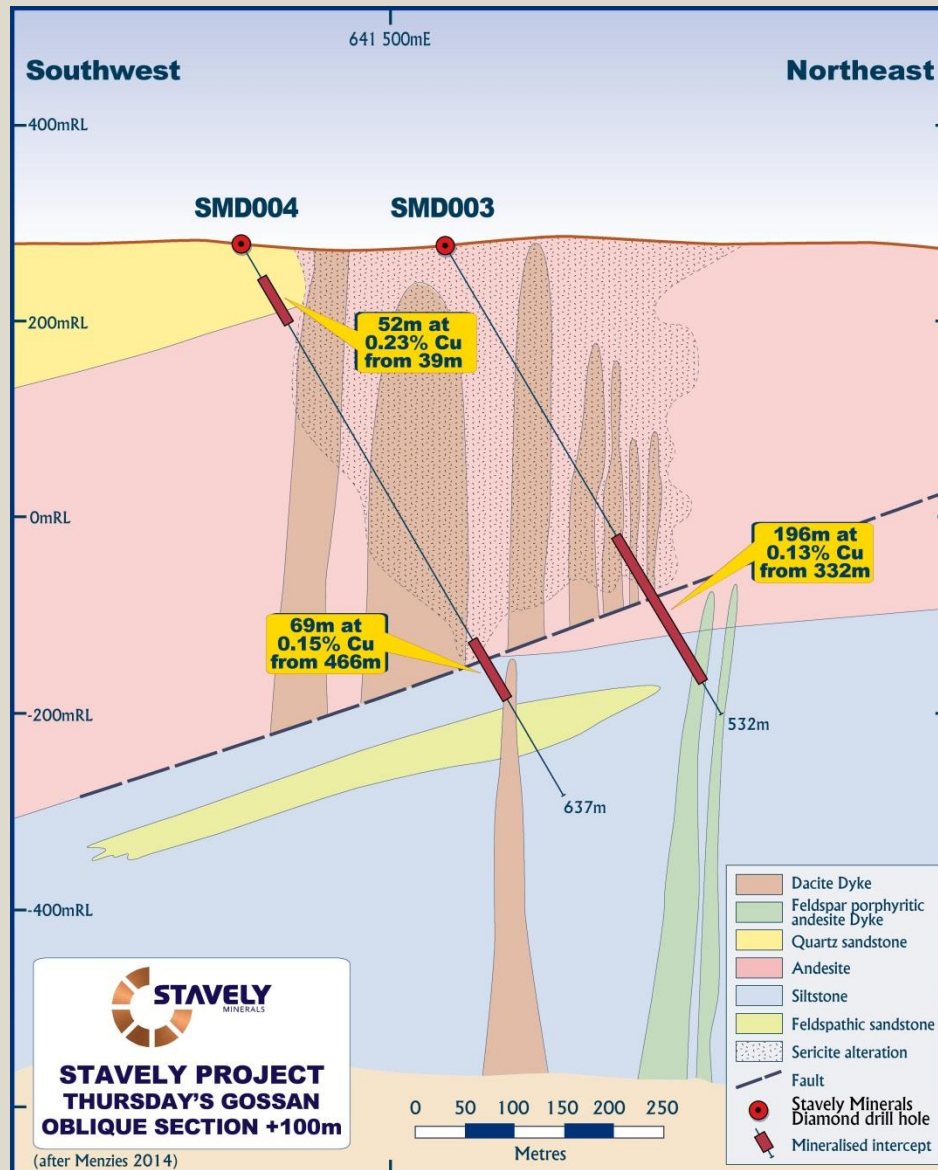 641 500mE
Southwest
Northeast
400mRL
SMD004
SMD003
200mRL
52m at
0.23% Cu
from 39m
0mRL
196m at
0.13% Cu
from 332m
69m at
0.15% Cu
from 466m
-200mRL
532m
637m
-400mRL
Dacite Dyke
Feldspar porphyritic
andesite Dyke
Quartz sandstone
Andesite
Siltstone
Feldspathic sandstone
Sericite alteration
Fault
Stavely Minerals
Diamond drill hole
Mineralised intercept
STAVELY
MINERALS
STAVELY PROJECT
THURSDAY'S GOSSAN
OBLIQUE SECTION +100m
(after Menzies 2014)
0 50 100 150 200 250
Metres